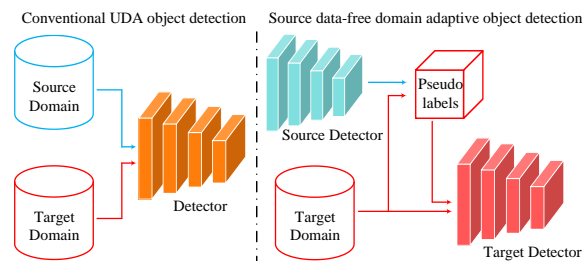 Conventional UDA object detection
Source
Domain
Target
Domain
Detector
Source data-free domain adaptive object detection
Source Detector
Pseudo
labels
Target
Domain
Target Detector